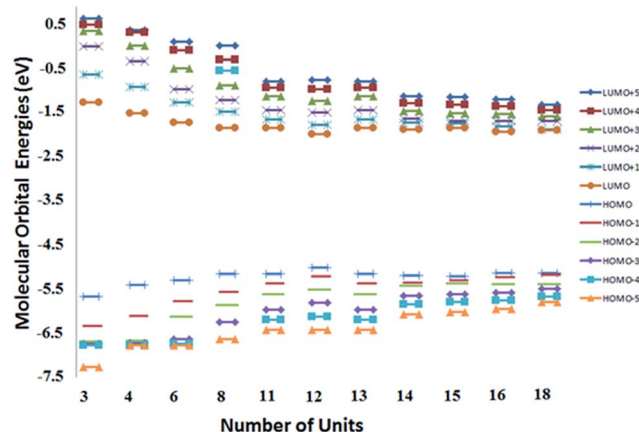 Molecular Orbital Energies (eV)
0.5
-0.5
-1.5
-2.5
-3.5
-4.5
-5.5
-6.5
-7.5
3 4 6 8 11 12 13 14 15 16 18
Number of Units
LUMO+5
LUMO+4
LUMO+3
LUMO+2
LUMO+1
LUMO
HOMO
HOMO-1
HOMO-2
HOMO-3
HOMO-4
HOMO-5